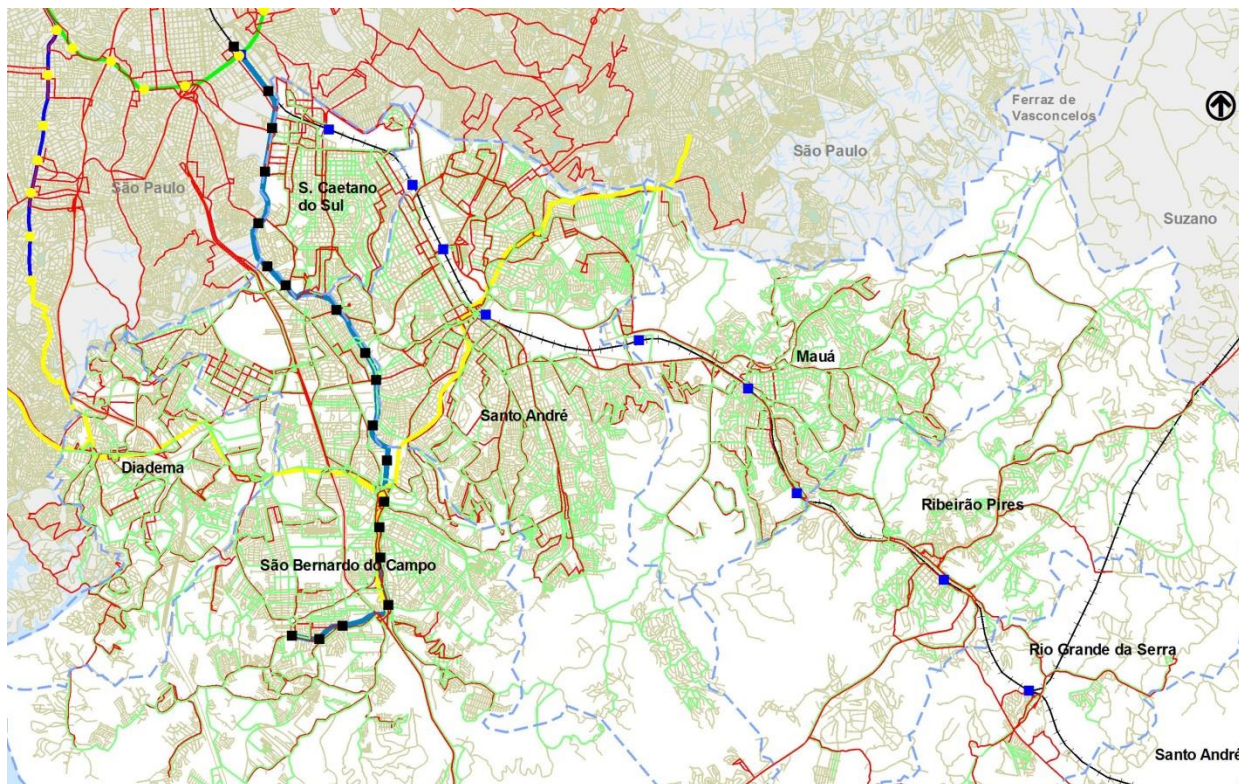 Ferraz de
Vasconcelos
São Paulo
São Paulo
S. Caetano
do Sul
Suzano
Mauá
Santo André
Diadema
Ribeirão Pires
São Bernardo do Campo
Rio Grande da Serra
Santo André